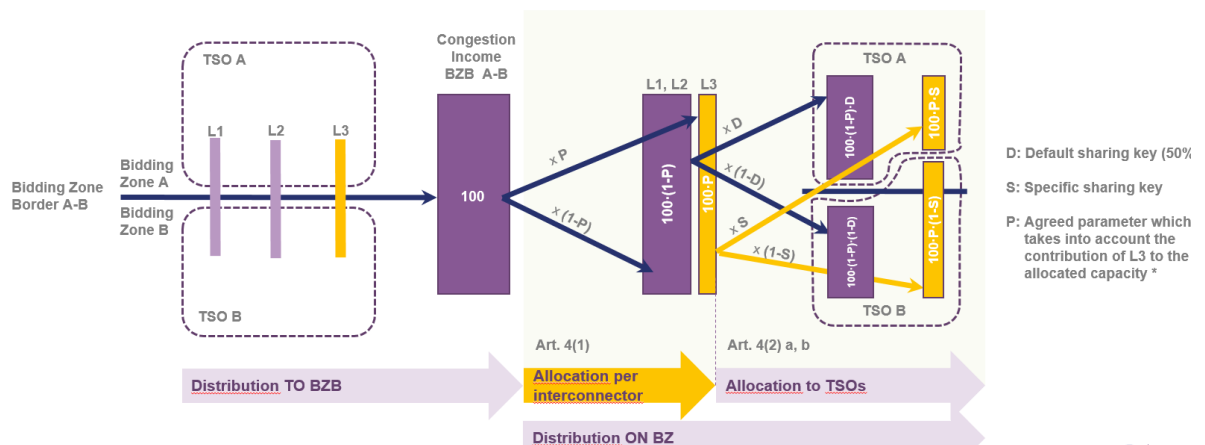 TSO A
L1
L2
L3
Bidding
Zone A
Bidding Zone
Border A-B
Bidding
Zone B
TSO B
Congestion
Income
BZB A-B
100
x P
x (1-P)
L1, L2
L3
100·(1-P)
100·P
x D
x (1-D)
x S
x (1-S)
TSO A
100·(1-P)·D
100·P·S
100·(1-P)·(1-D)
100·P·(1-S)
TSO B
D: Default sharing key (50%
S: Specific sharing key
P: Agreed parameter which
takes into account the
contribution of L3 to the
allocated capacity *
Art. 4(1)
Art. 4(2) a, b
Distribution TO BZB
Allocation per
interconnector
Allocation to TSOs
Distribution ON BZ